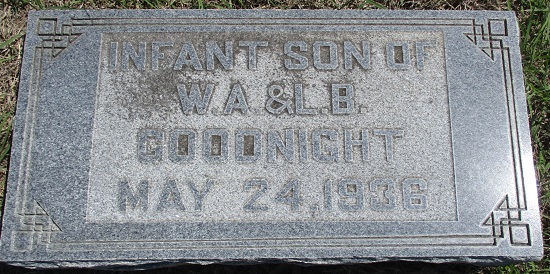 INFANT SON OF
W.A. & L.B.
GOODNIGHT
MAY 24, 1936